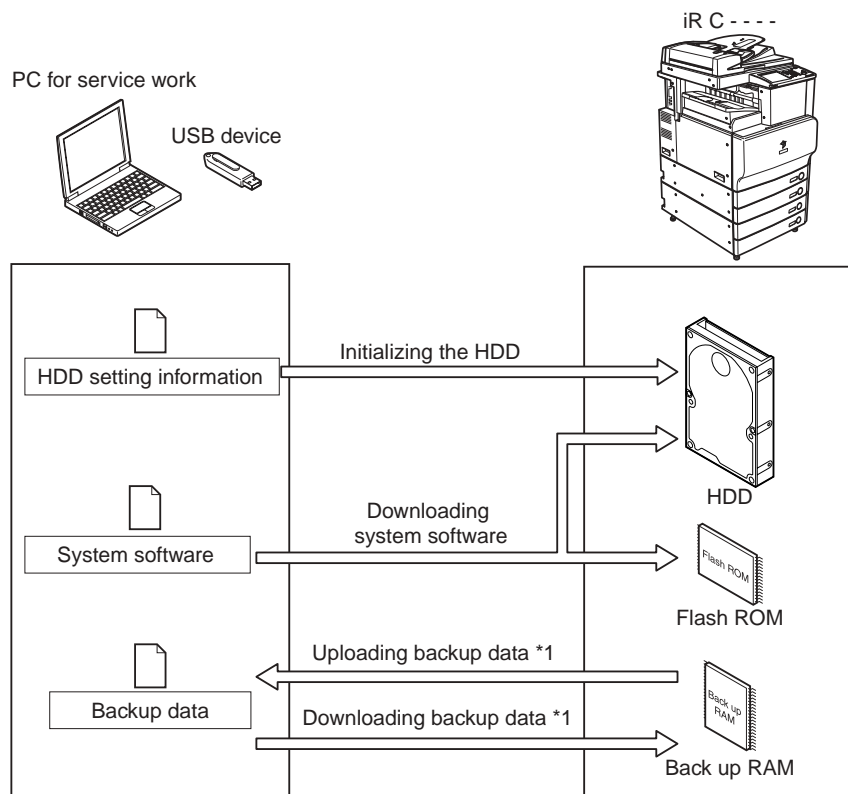 iR C - - - -
PC for service work
USB device
Initializing the HDD
HDD setting information
HDD
Downloading
system software
System software
Flash ROM
Flash ROM
Uploading backup data *1
Backup data
Back up
RAM
Downloading backup data *1
Back up RAM